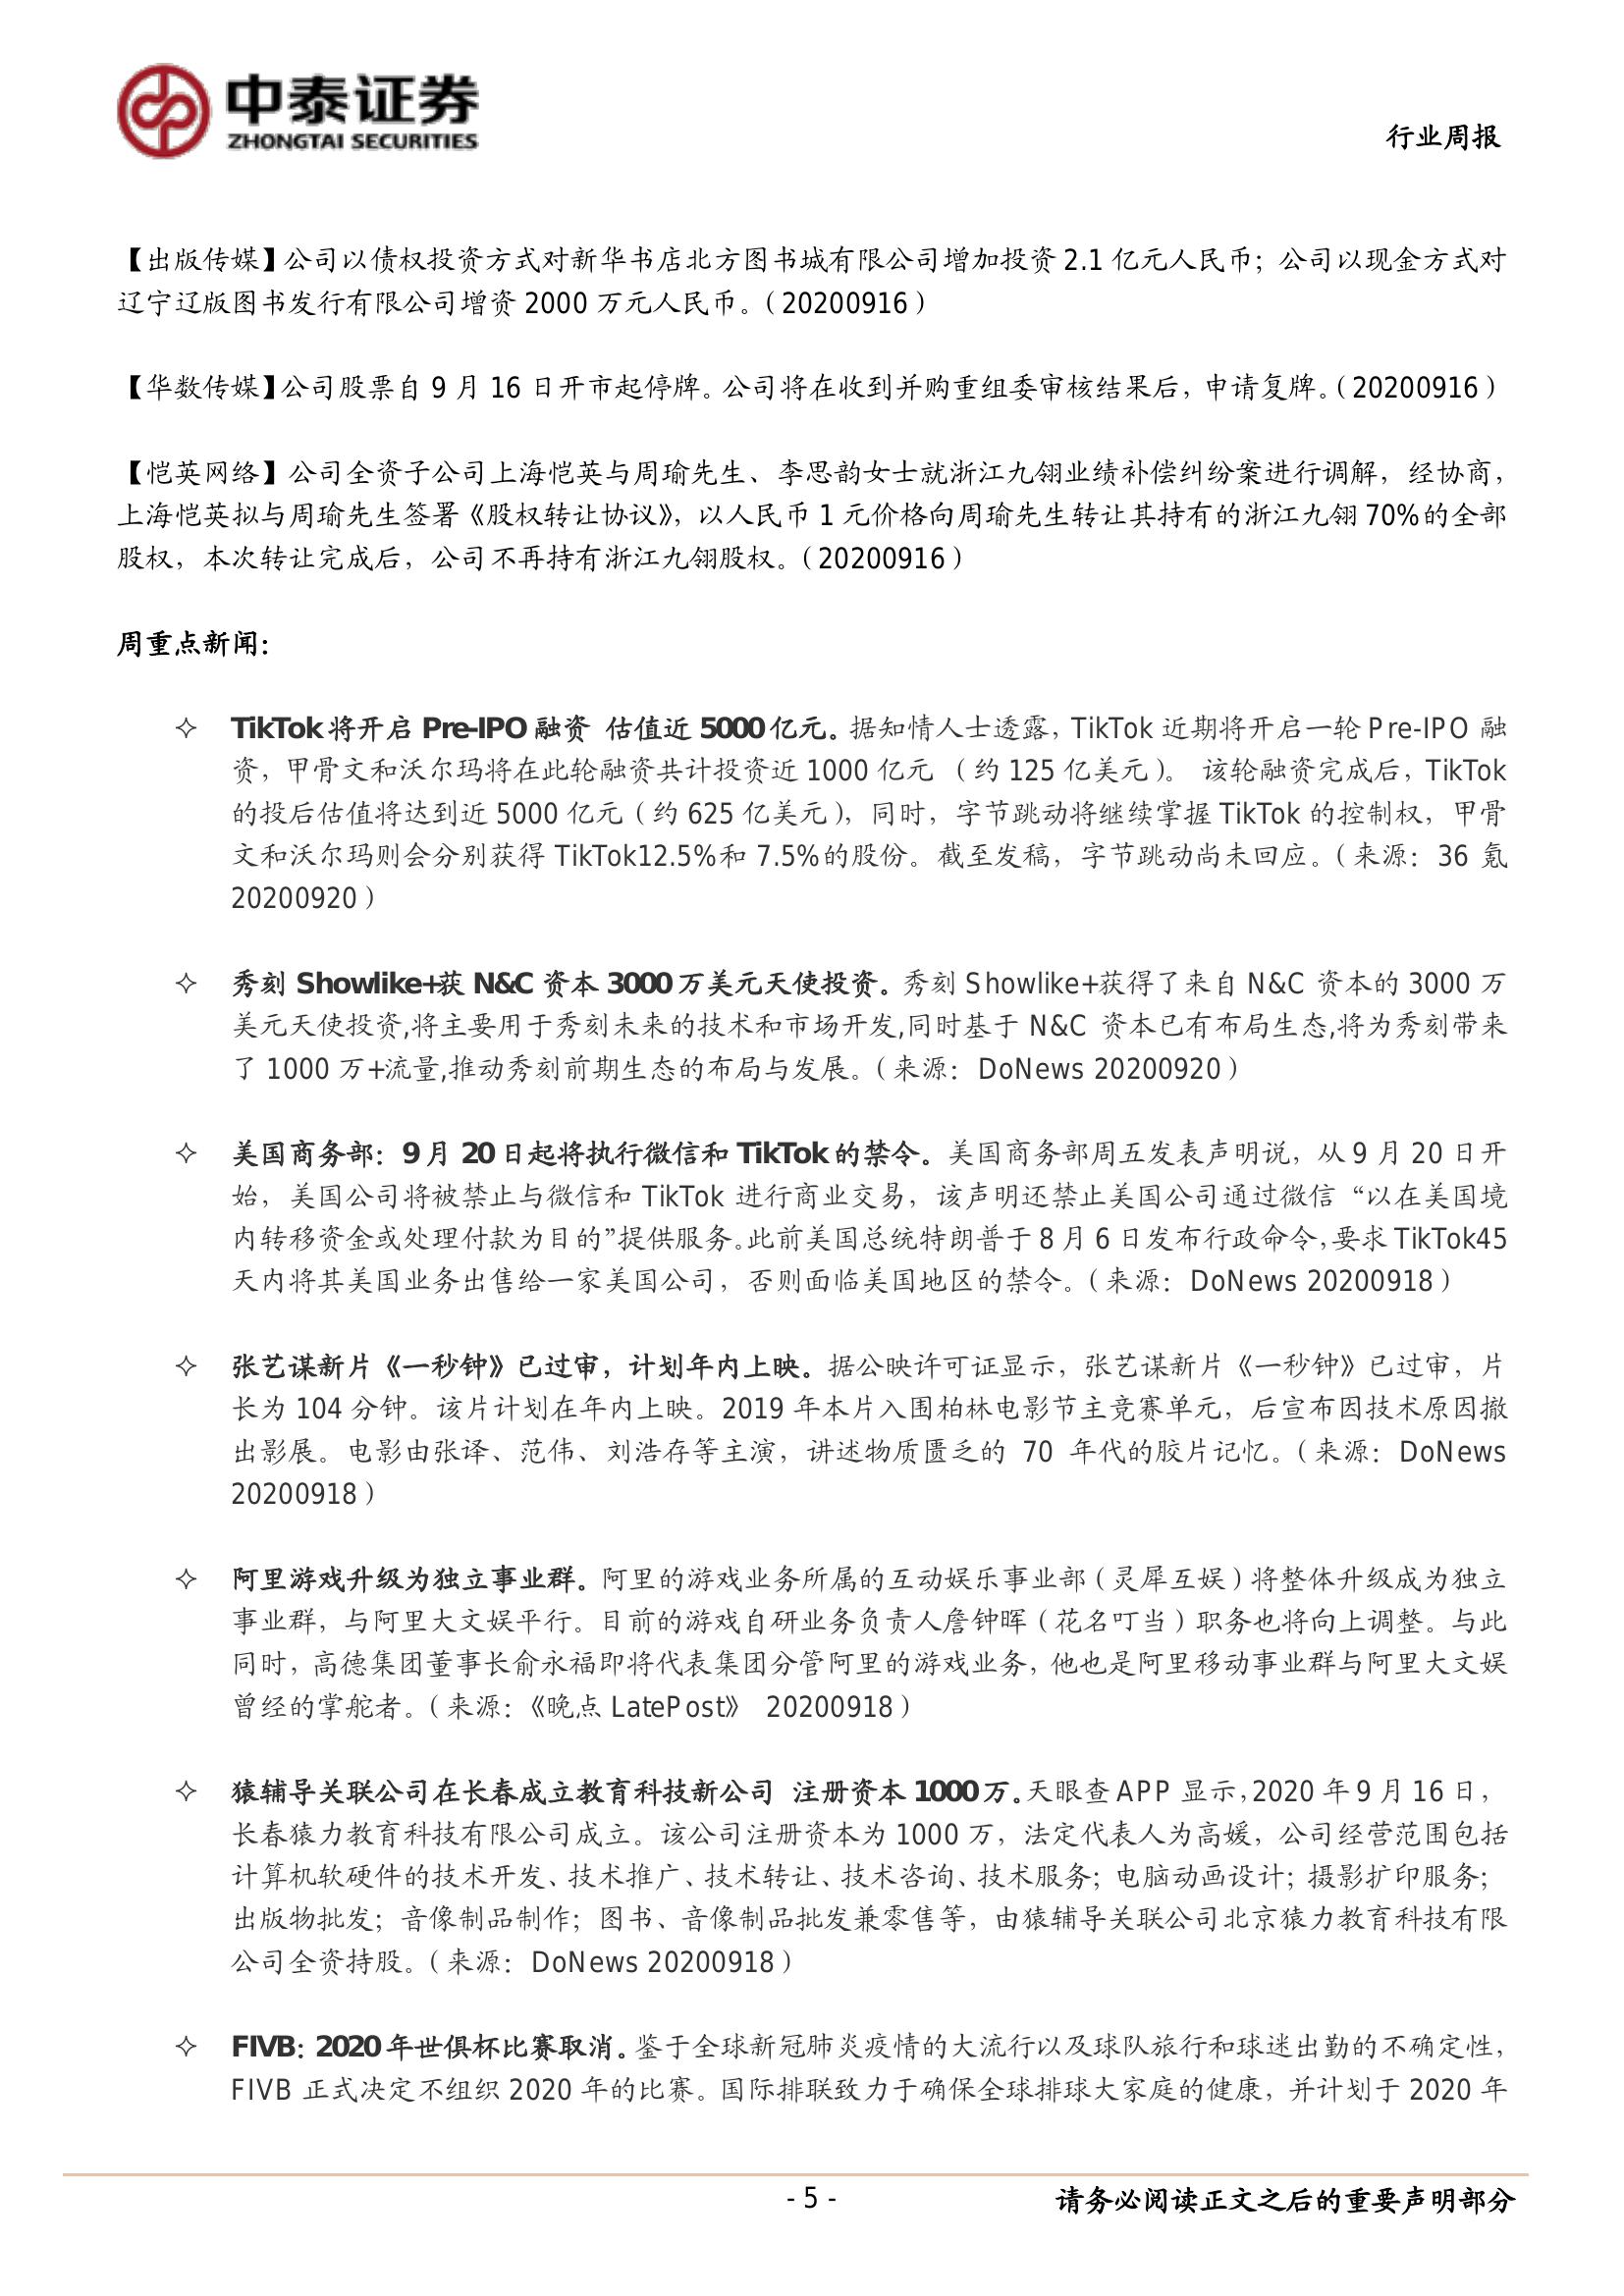 中泰证券
ZHONGTAI SECURITIES
行业周报
【出版传媒】公司以债权投资方式对新华书店北方图书城有限公司增加投资 2.1 亿元人民币；公司以现金方式对
辽宁辽版图书发行有限公司增资 2000 万元人民币。（20200916）
【华数传媒】公司股票自 9 月 16 日开市起停牌。公司将在收到并购重组委审核结果后，申请复牌。（20200916）
【恺英网络】公司全资子公司上海恺英与周瑜先生、李思韵女士就浙江九翎业绩补偿纠纷案进行调解，经协商，
上海恺英拟与周瑜先生签署《股权转让协议》，以人民币 1 元价格向周瑜先生转让其持有的浙江九翎 70%的全部
股权，本次转让完成后，公司不再持有浙江九翎股权。（20200916）
周重点新闻：
✧ TikTok 将开启 Pre-IPO 融资 估值近 5000 亿元。据知情人士透露，TikTok 近期将开启一轮 Pre-IPO 融
资，甲骨文和沃尔玛将在此轮融资共计投资近 1000 亿元 （约 125 亿美元）。 该轮融资完成后，TikTok
的投后估值将达到近 5000 亿元（约 625 亿美元），同时，字节跳动将继续掌握 TikTok 的控制权，甲骨
文和沃尔玛则会分别获得 TikTok12.5%和 7.5%的股份。截至发稿，字节跳动尚未回应。（来源：36 氪
20200920）
✧ 秀刻 Showlike+获 N&C 资本 3000 万美元天使投资。秀刻 Showlike+获得了来自 N&C 资本的 3000 万
美元天使投资,将主要用于秀刻未来的技术和市场开发,同时基于 N&C 资本已有布局生态,将为秀刻带来
了 1000 万+流量,推动秀刻前期生态的布局与发展。（来源：DoNews 20200920）
✧ 美国商务部：9 月 20 日起将执行微信和 TikTok 的禁令。美国商务部周五发表声明说，从 9 月 20 日开
始，美国公司将被禁止与微信和 TikTok 进行商业交易，该声明还禁止美国公司通过微信“以在美国境
内转移资金或处理付款为目的”提供服务。此前美国总统特朗普于 8 月 6 日发布行政命令，要求 TikTok45
天内将其美国业务出售给一家美国公司，否则面临美国地区的禁令。（来源：DoNews 20200918）
✧ 张艺谋新片《一秒钟》已过审，计划年内上映。据公映许可证显示，张艺谋新片《一秒钟》已过审，片
长为 104 分钟。该片计划在年内上映。2019 年本片入围柏林电影节主竞赛单元，后宣布因技术原因撤
出影展。电影由张译、范伟、刘浩存等主演，讲述物质匮乏的 70 年代的胶片记忆。（来源：DoNews
20200918）
✧ 阿里游戏升级为独立事业群。阿里的游戏业务所属的互动娱乐事业部（灵犀互娱）将整体升级成为独立
事业群，与阿里大文娱平行。目前的游戏自研业务负责人詹钟晖（花名叮当）职务也将向上调整。与此
同时，高德集团董事长俞永福即将代表集团分管阿里的游戏业务，他也是阿里移动事业群与阿里大文娱
曾经的掌舵者。（来源：《晚点 LatePost》 20200918）
✧ 猿辅导关联公司在长春成立教育科技新公司 注册资本 1000 万。天眼查 APP 显示，2020 年 9 月 16 日，
长春猿力教育科技有限公司成立。该公司注册资本为 1000 万，法定代表人为高媛，公司经营范围包括
计算机软硬件的技术开发、技术推广、技术转让、技术咨询、技术服务；电脑动画设计；摄影扩印服务；
出版物批发；音像制品制作；图书、音像制品批发兼零售等，由猿辅导关联公司北京猿力教育科技有限
公司全资持股。（来源：DoNews 20200918）
✧ FIVB：2020 年世俱杯比赛取消。鉴于全球新冠肺炎疫情的大流行以及球队旅行和球迷出勤的不确定性，
FIVB 正式决定不组织 2020 年的比赛。国际排联致力于确保全球排球大家庭的健康，并计划于 2020 年
- 5 -
请务必阅读正文之后的重要声明部分